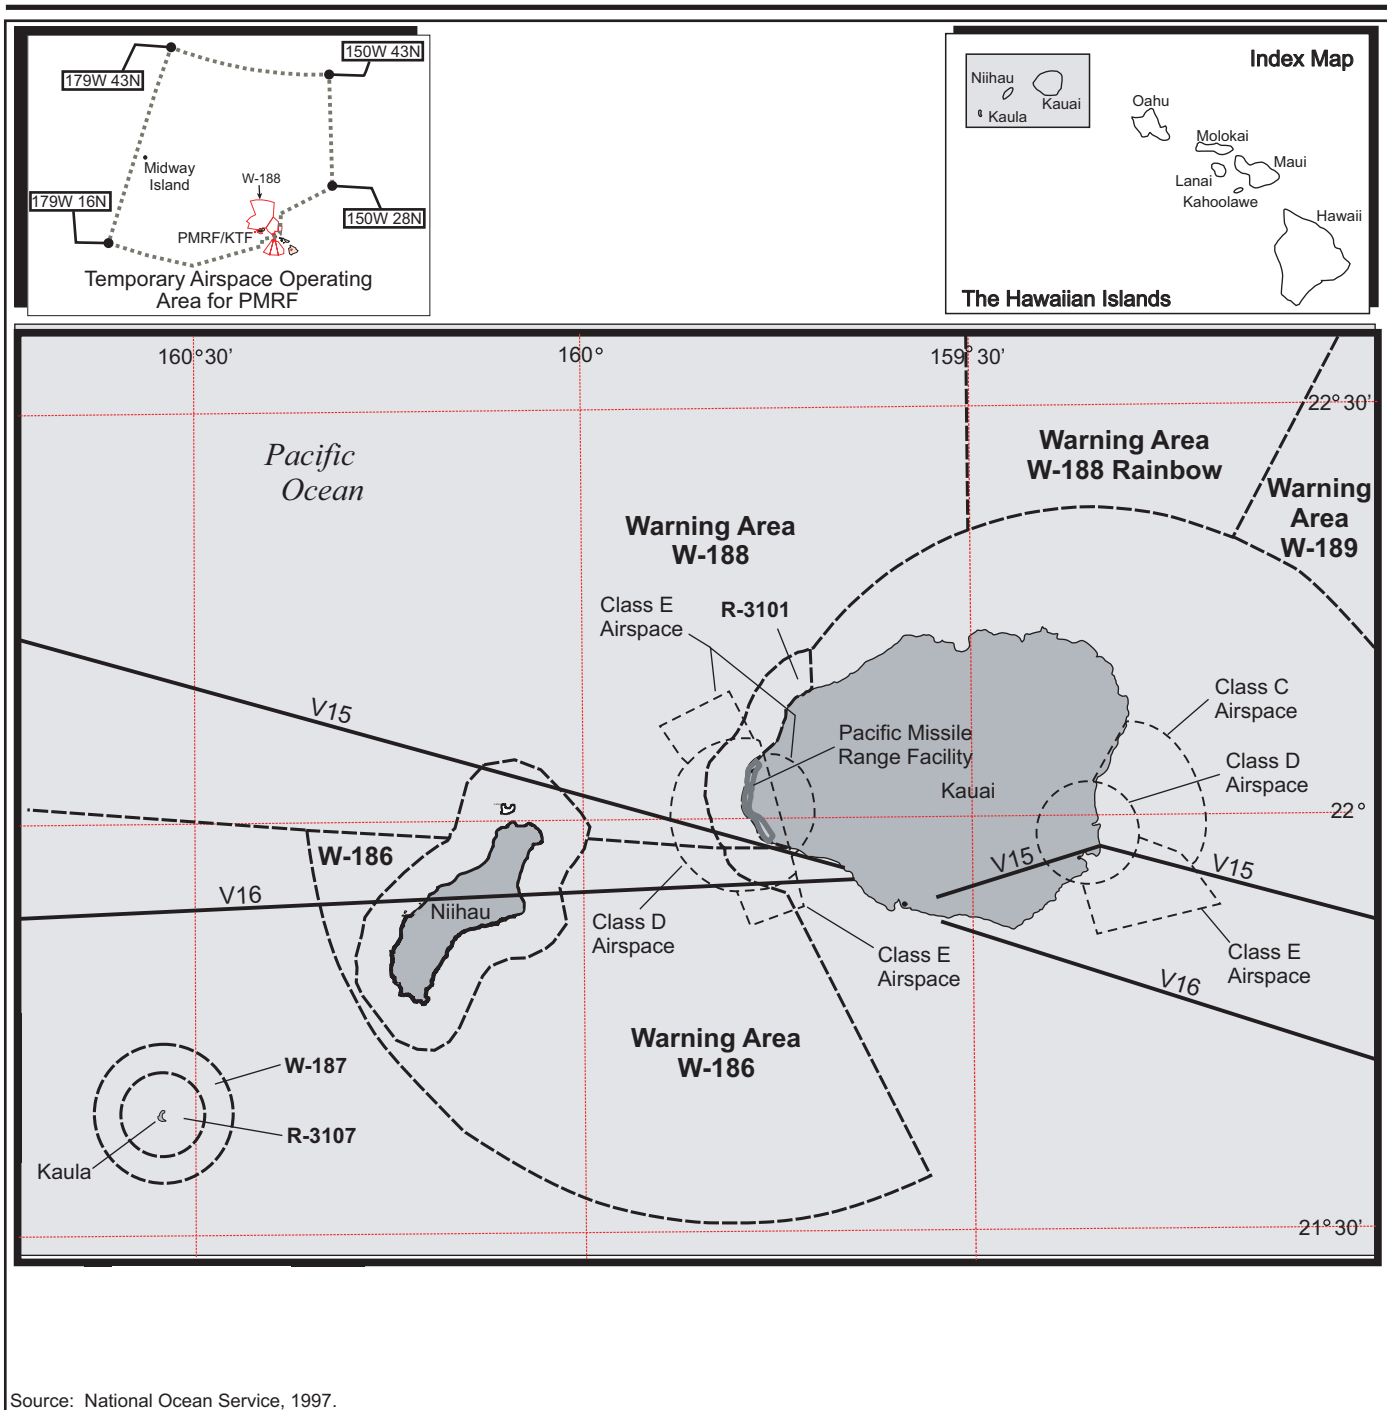 179W 43N
150W 43N
Midway
Island
W-188
179W 16N
150W 28N
PMRF/KTF
Temporary Airspace Operating
Area for PMRF
Index Map
Niihau
Kauai
Kaula
Oahu
Molokai
Maui
Lanai
Kahoolawe
Hawaii
The Hawaiian Islands
160°30’
160°
159°30’
22°30’
Pacific
Ocean
Warning Area
W-188 Rainbow
Warning
Area
W-189
Warning Area
W-188
Class E
Airspace
R-3101
Class C
Airspace
V15
Pacific Missile
Range Facility
Class D
Airspace
Kauai
22°
W-186
V15
V15
V16
Niihau
Class D
Airspace
Class E
Airspace
Class E
Airspace
V16
Warning Area
W-186
W-187
R-3107
Kaula
21°30’
Source: National Ocean Service, 1997.